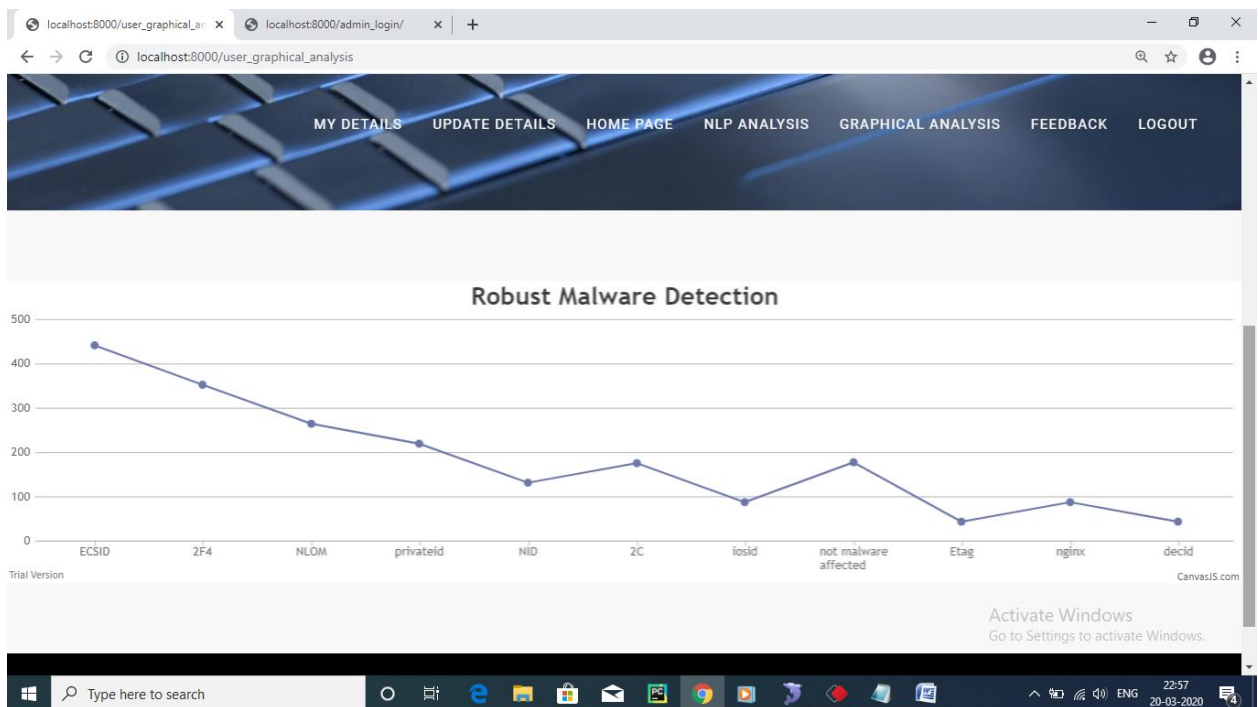 localhost:8000/user_graphical_an
localhost:8000/admin_login/
localhost:8000/user_graphical_analysis
MY DETAILS UPDATE DETAILS HOME PAGE NLP ANALYSIS GRAPHICAL ANALYSIS FEEDBACK LOGOUT
Robust Malware Detection
500
400
300
200
100
0
ECSID 2F4 NLOM privateid NID 2C iosid not malware affected Etag nginx decid
Trial Version
CanvasJS.com
Activate Windows
Go to Settings to activate Windows.
Type here to search
PC
ENG
22:57
20-03-2020
4